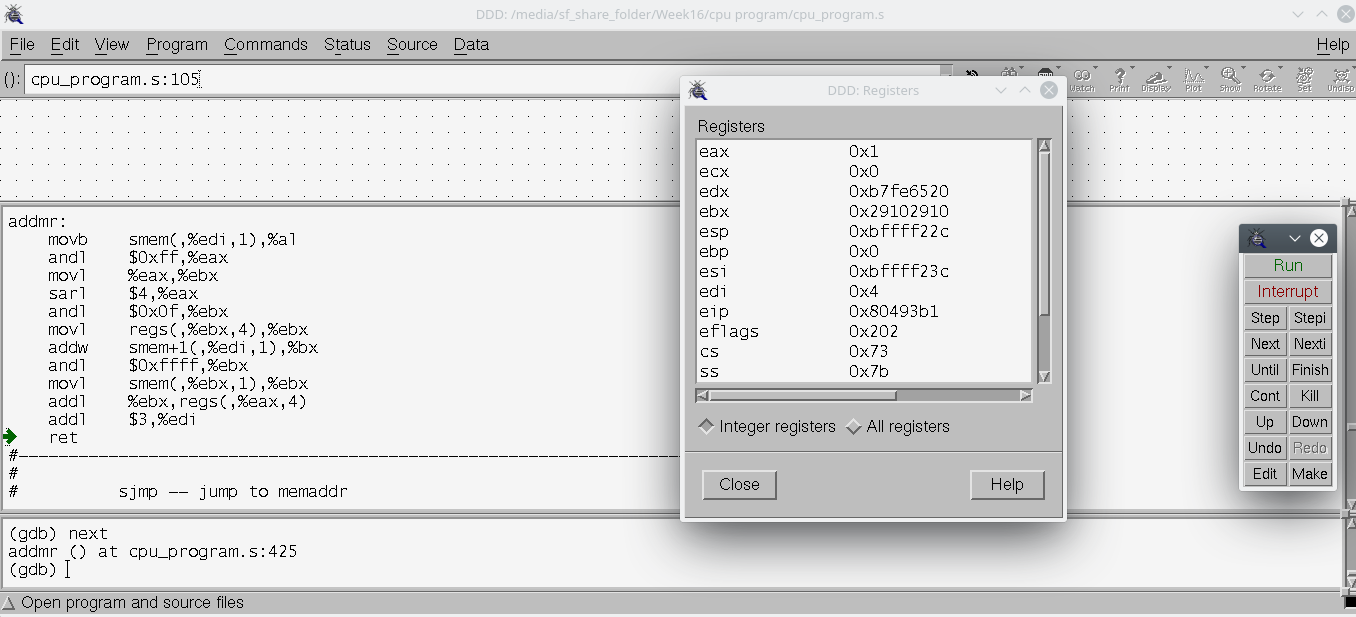 DDD: /media/sf_share_folder/Week16/cpu program/cpu_program.s
File Edit View Program Commands Status Source Data Help
(): cpu_program.s:105
Print Display Plot Show Rotate Set Undisp
DDD: Registers
Registers
eax 0x1
ecx 0x0
edx 0xb7fe6520
ebx 0x29102910
esp 0xbffff22c
ebp 0x0
esi 0xbffff23c
edi 0x4
eip 0x80493b1
eflags 0x202
cs 0x73
ss 0x7b
Integer registers All registers
Close Help
addmr:
movb smem(,%edi,1),%al
andl $0xff,%eax
movl %eax,%ebx
sarl $4,%eax
andl $0x0f,%ebx
movl regs(,%ebx,4),%ebx
addw smem+1(,%edi,1),%bx
andl $0xffff,%ebx
movl smem(,%ebx,1),%ebx
addl %ebx,regs(,%eax,4)
addl $3,%edi
ret
#--------------------------------------------------------------------
#
# sjmp -- jump to memaddr
Run
Interrupt
Step Stepi
Next Nexti
Until Finish
Cont Kill
Up Down
Undo Redo
Edit Make
(gdb) next
addmr () at cpu_program.s:425
(gdb)
Open program and source files